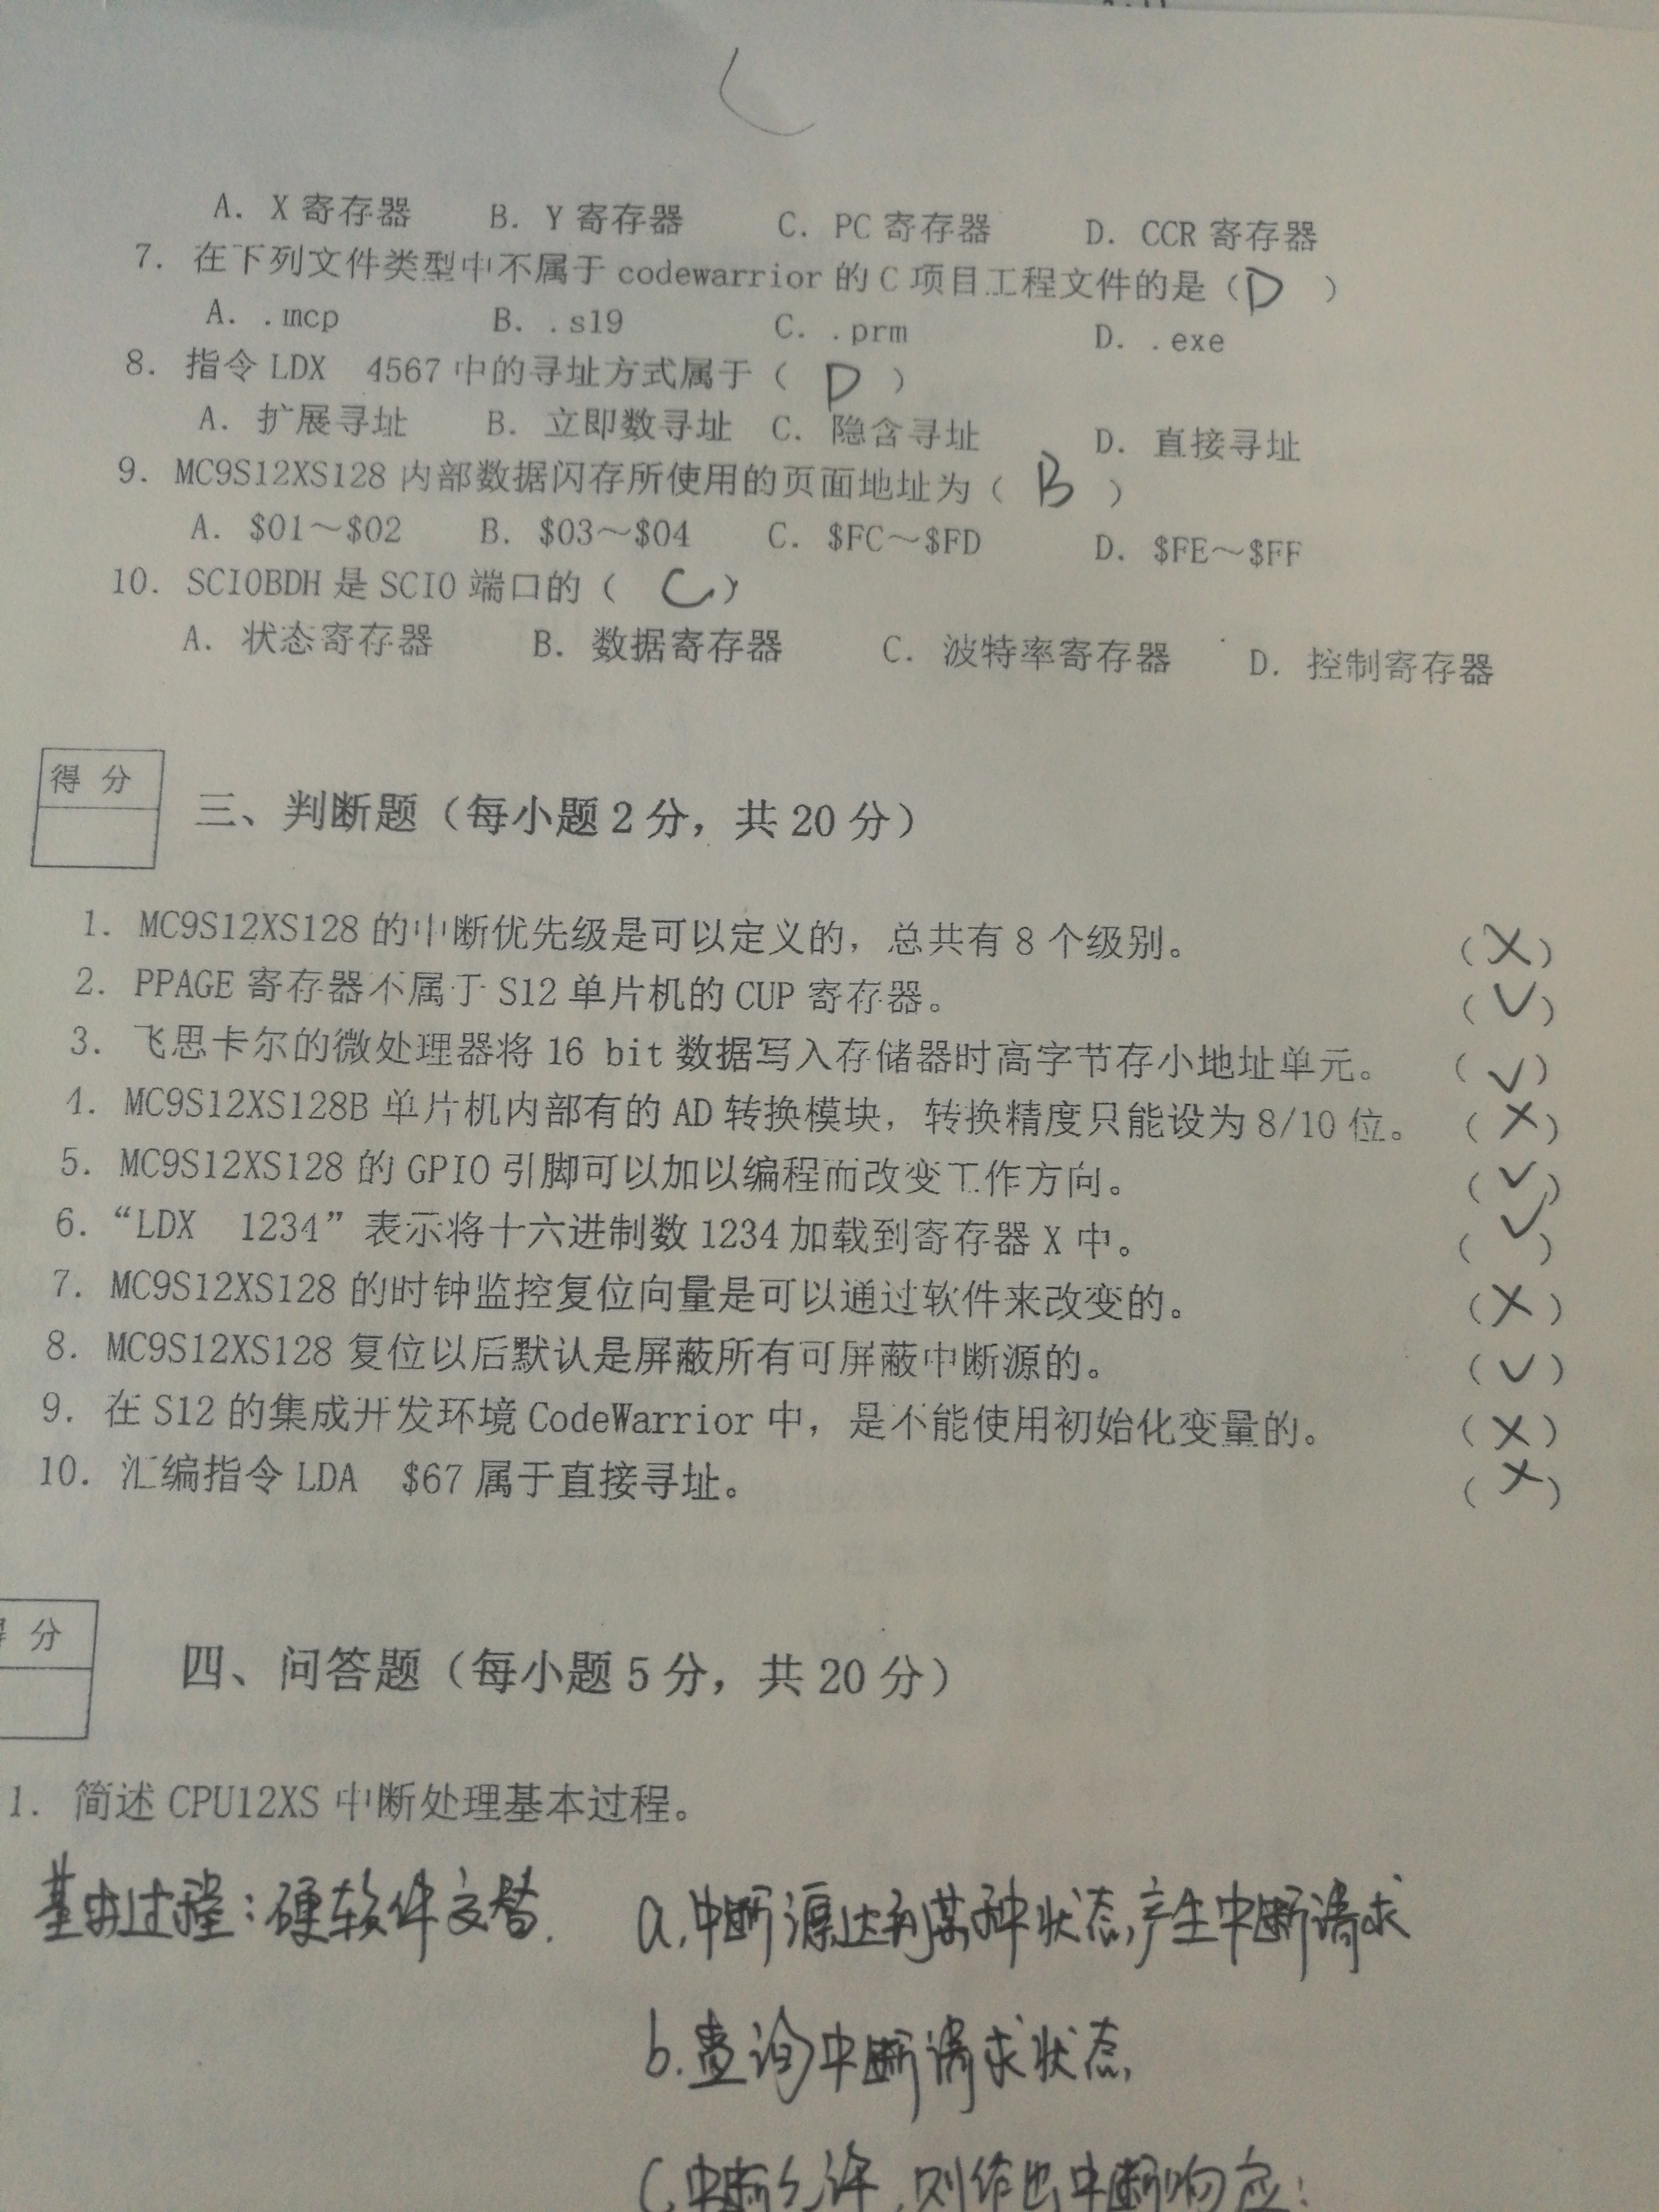 A. X 寄存器 B. Y 寄存器 C. PC 寄存器 D. CCR 寄存器
7. 在下列文件类型中不属于 codewarrior 的 C 项目工程文件的是（D ）
A. .mcp B. .s19 C. .prm D. .exe
8. 指令 LDX 4567 中的寻址方式属于（ D ）
A. 扩展寻址 B. 立即数寻址 C. 隐含寻址 D. 直接寻址
9. MC9S12XS128 内部数据闪存所使用的页面地址为（ B ）
A. $01～$02 B. $03～$04 C. $FC～$FD D. $FE～$FF
10. SCI0BDH 是 SCI0 端口的（ C ）
A. 状态寄存器 B. 数据寄存器 C. 波特率寄存器 D. 控制寄存器
得 分
三、判断题（每小题 2 分，共 20 分）
1. MC9S12XS128 的中断优先级是可以定义的，总共有 8 个级别。 （×）
2. PPAGE 寄存器不属于 S12 单片机的 CUP 寄存器。 （√）
3. 飞思卡尔的微处理器将 16 bit 数据写入存储器时高字节存小地址单元。 （√）
4. MC9S12XS128B 单片机内部有的 AD 转换模块，转换精度只能设为 8/10 位。 （×）
5. MC9S12XS128 的 GPIO 引脚可以加以编程而改变工作方向。 （√）
6. “LDX 1234” 表示将十六进制数 1234 加载到寄存器 X 中。 （√）
7. MC9S12XS128 的时钟监控复位向量是可以通过软件来改变的。 （×）
8. MC9S12XS128 复位以后默认是屏蔽所有可屏蔽中断源的。 （√）
9. 在 S12 的集成开发环境 CodeWarrior 中，是不能使用初始化变量的。 （×）
10. 汇编指令 LDA $67 属于直接寻址。 （×）
分
四、问答题（每小题 5 分，共 20 分）
1. 简述 CPU12XS 中断处理基本过程。
基本过程：硬软件交替. a.中断源达到某种状态,产生中断请求
b.查询中断请求状态,
C.中断允许,则作出中断响应;